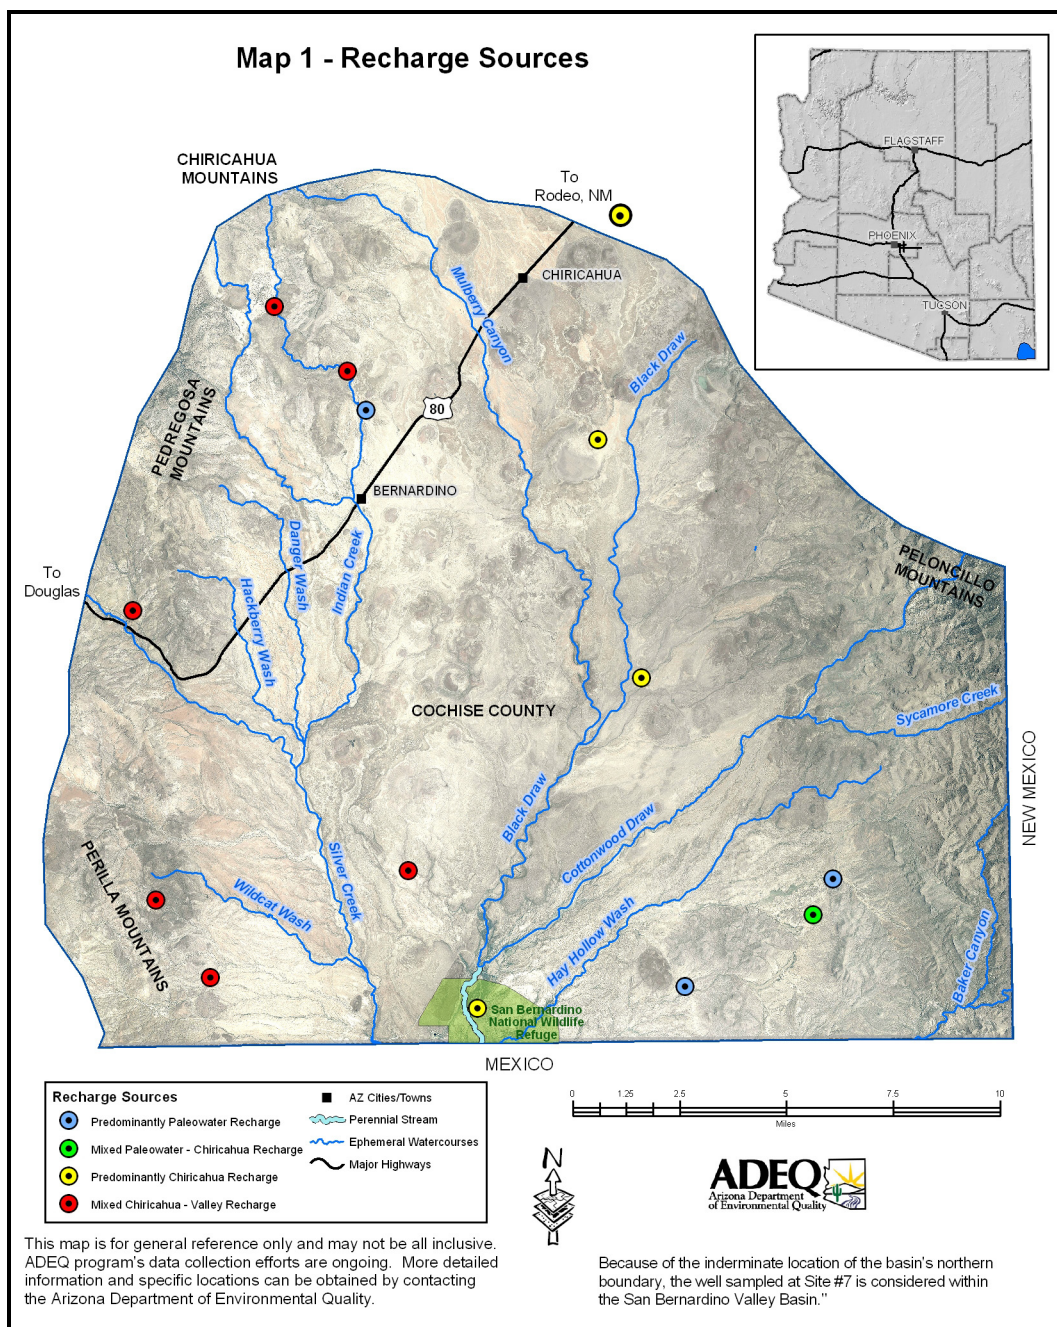 Map 1 - Recharge Sources
FLAGSTAFF
PHOENIX
TUCSON
CHIRICAHUA
MOUNTAINS
To
Rodeo, NM
CHIRICAHUA
Mulberry Canyon
Black Draw
PEDREGOSA
MOUNTAINS
80
BERNARDINO
Danger Wash
Indian Creek
Hackberry Wash
To
Douglas
PELONCILLO
MOUNTAINS
COCHISE COUNTY
Sycamore Creek
NEW MEXICO
Black Draw
Cottonwood Draw
Silver Creek
PERILLA MOUNTAINS
Wildcat Wash
Hay Hollow Wash
Baker Canyon
San Bernardino
National Wildlife
Refuge
MEXICO
Recharge Sources
Predominantly Paleowater Recharge
Mixed Paleowater - Chiricahua Recharge
Predominantly Chiricahua Recharge
Mixed Chiricahua - Valley Recharge
AZ Cities/Towns
Perennial Stream
Ephemeral Watercourses
Major Highways
0 1.25 2.5 5 7.5 10
Miles
N
ADEQ
Arizona Department
of Environmental Quality
This map is for general reference only and may not be all inclusive.
ADEQ program's data collection efforts are ongoing. More detailed
information and specific locations can be obtained by contacting
the Arizona Department of Environmental Quality.
Because of the inderminate location of the basin's northern
boundary, the well sampled at Site #7 is considered within
the San Bernardino Valley Basin."